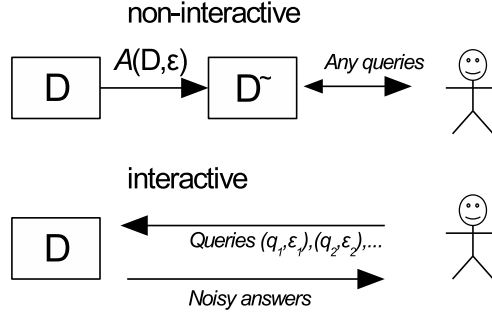 non-interactive
A(D,ε)
D
D~
Any queries
interactive
D
Queries (q₁,ε₁),(q₂,ε₂),...
Noisy answers